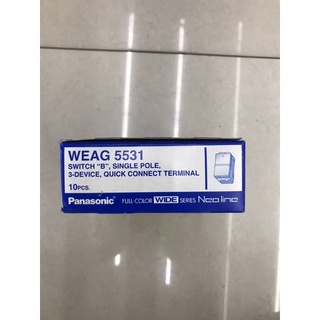 WEAG 5531
SWITCH "B", SINGLE POLE,
3-DEVICE, QUICK CONNECT TERMINAL
10PCS.
Panasonic FULL-COLOR WIDE SERIES Neo line